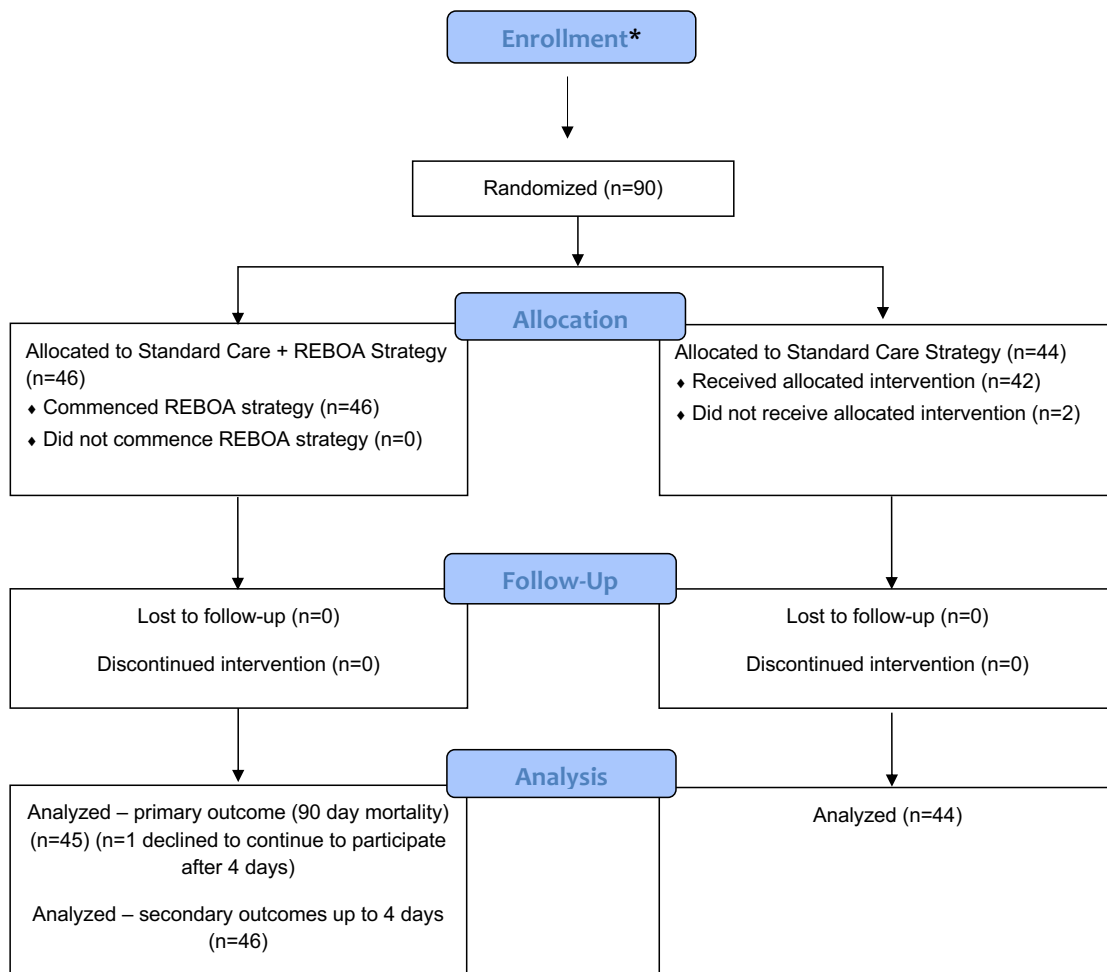 Enrollment*
Randomized (n=90)
Allocation
Allocated to Standard Care + REBOA Strategy
(n=46)
♦ Commenced REBOA strategy (n=46)
♦ Did not commence REBOA strategy (n=0)
Allocated to Standard Care Strategy (n=44)
♦ Received allocated intervention (n=42)
♦ Did not receive allocated intervention (n=2)
Follow-Up
Lost to follow-up (n=0)
Discontinued intervention (n=0)
Lost to follow-up (n=0)
Discontinued intervention (n=0)
Analysis
Analyzed – primary outcome (90 day mortality)
(n=45) (n=1 declined to continue to participate
after 4 days)
Analyzed – secondary outcomes up to 4 days
(n=46)
Analyzed (n=44)